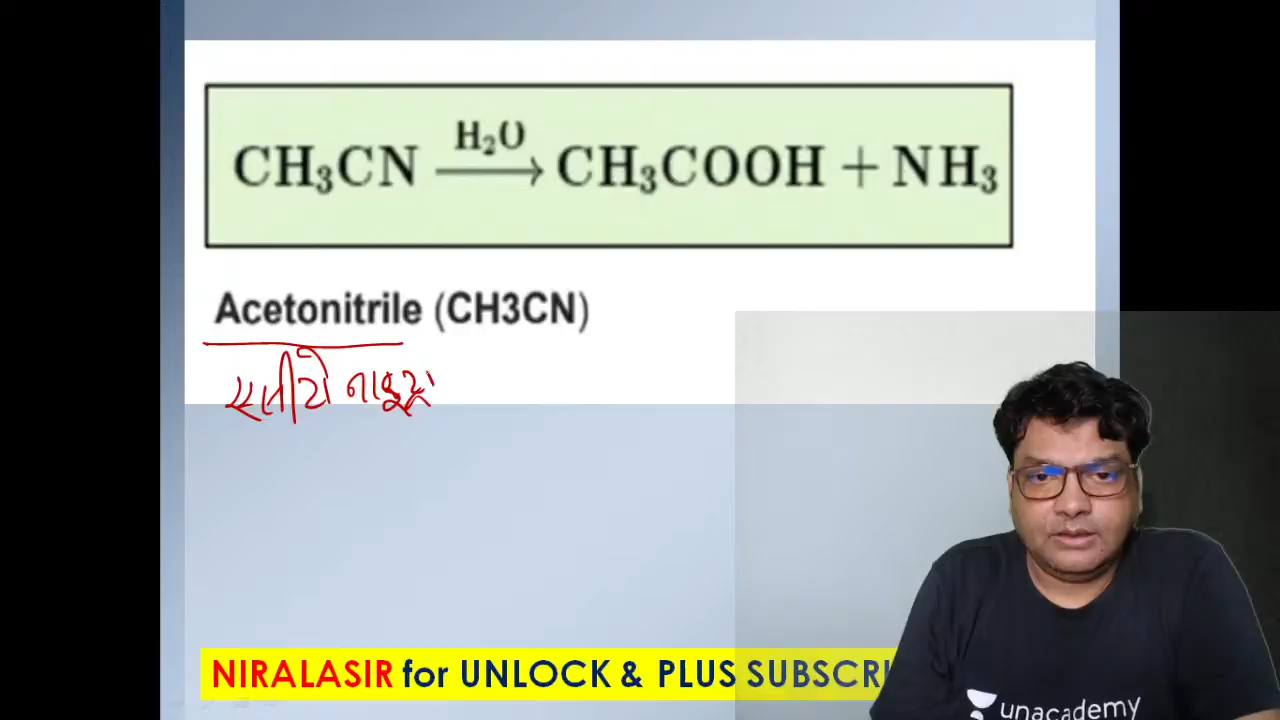 H₂O
CH₃CN ⟶ CH₃COOH + NH₃
Acetonitrile (CH3CN)
NIRALASIR for UNLOCK & PLUS SUBSCRI
unacademy